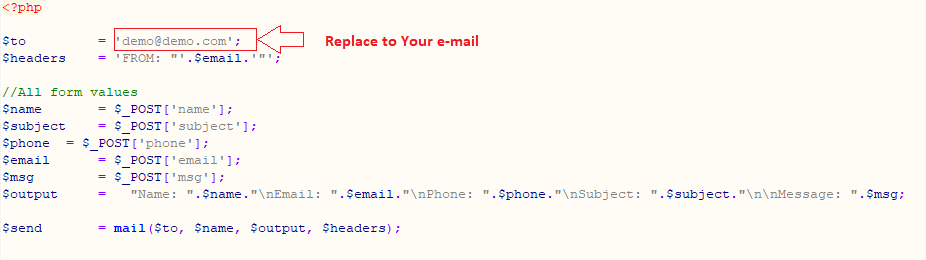 <?php
$to = 'demo@demo.com'; Replace to Your e-mail
$headers = 'FROM: "'.$email.'"';
//All form values
$name = $_POST['name'];
$subject = $_POST['subject'];
$phone = $_POST['phone'];
$email = $_POST['email'];
$msg = $_POST['msg'];
$output = "Name: ".$name."\nEmail: ".$email."\nPhone: ".$phone."\nSubject: ".$subject."\n\nMessage: ".$msg;
$send = mail($to, $name, $output, $headers);